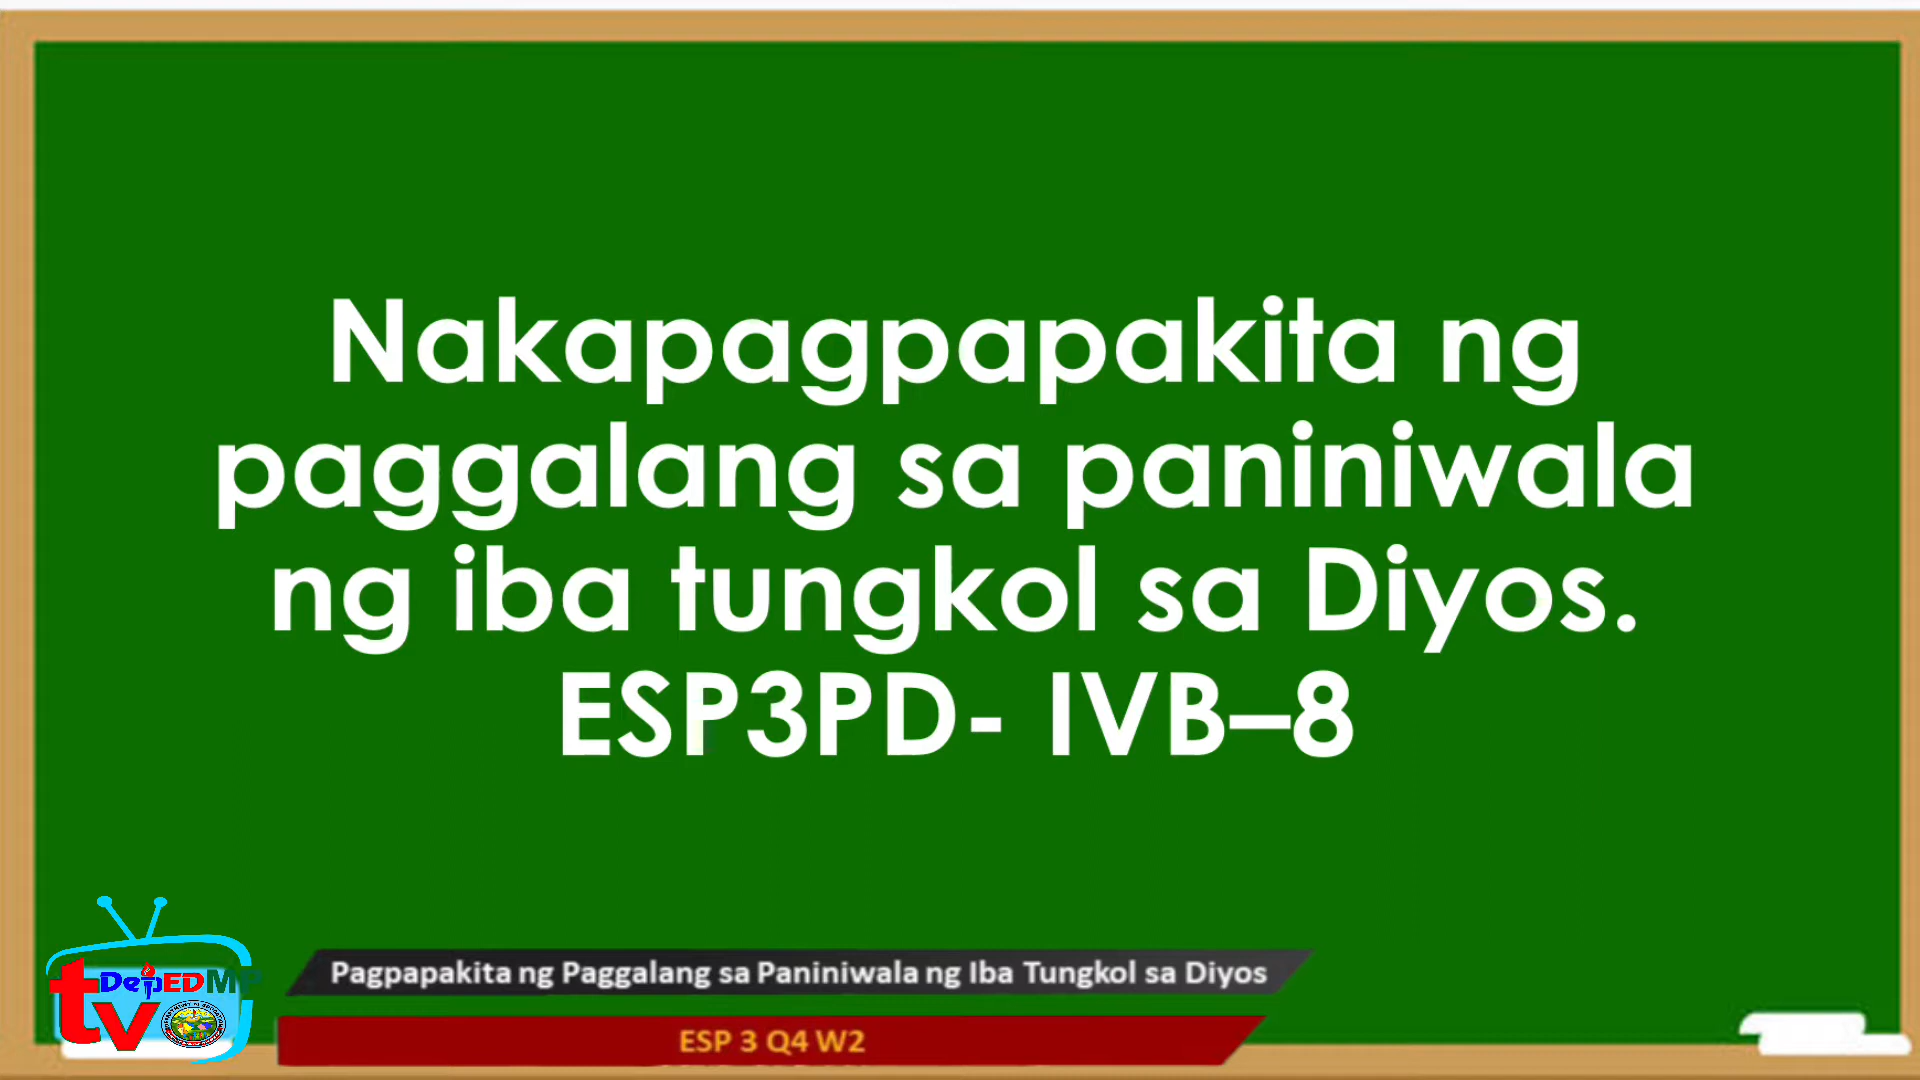 Nakapagpapakita ng
paggalang sa paniniwala
ng iba tungkol sa Diyos.
ESP3PD- IVB–8
DepED MP
tv
Pagpapakita ng Paggalang sa Paniniwala ng Iba Tungkol sa Diyos
ESP 3 Q4 W2